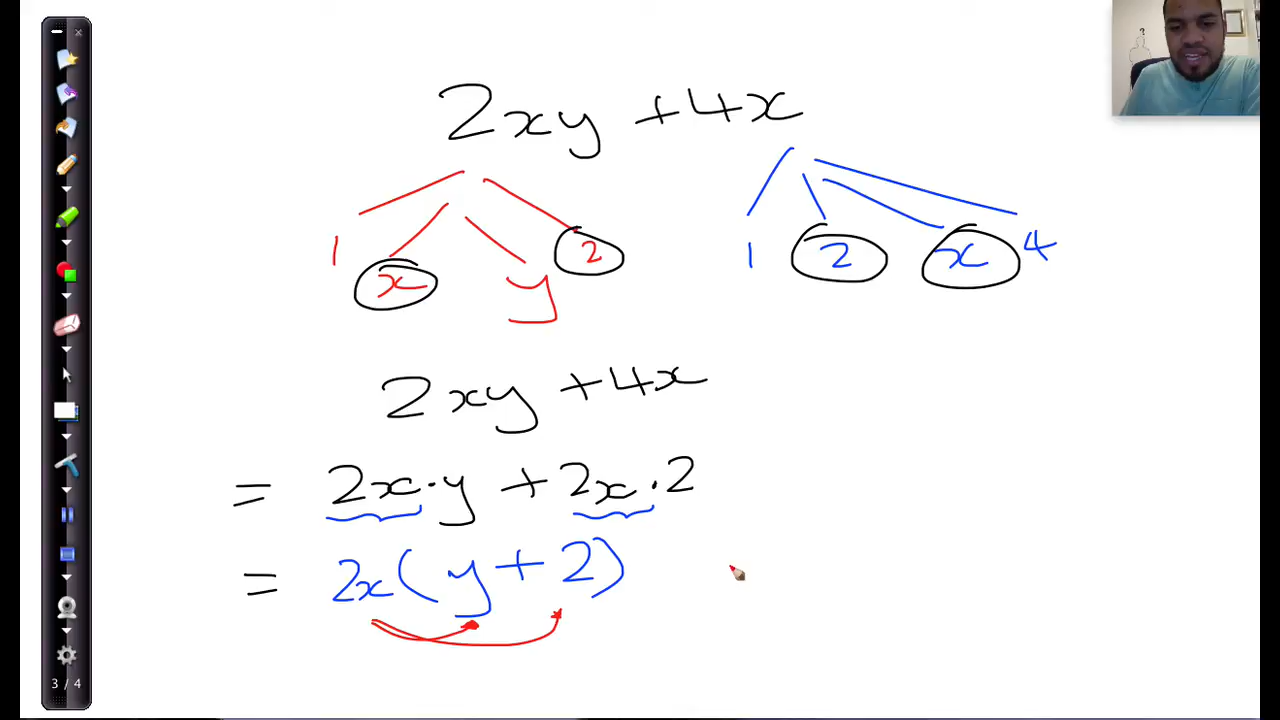 2xy + 4x
1 x y 2 1 2 x 4
2xy + 4x
= 2x · y + 2x · 2
= 2x ( y + 2 )
3 / 4